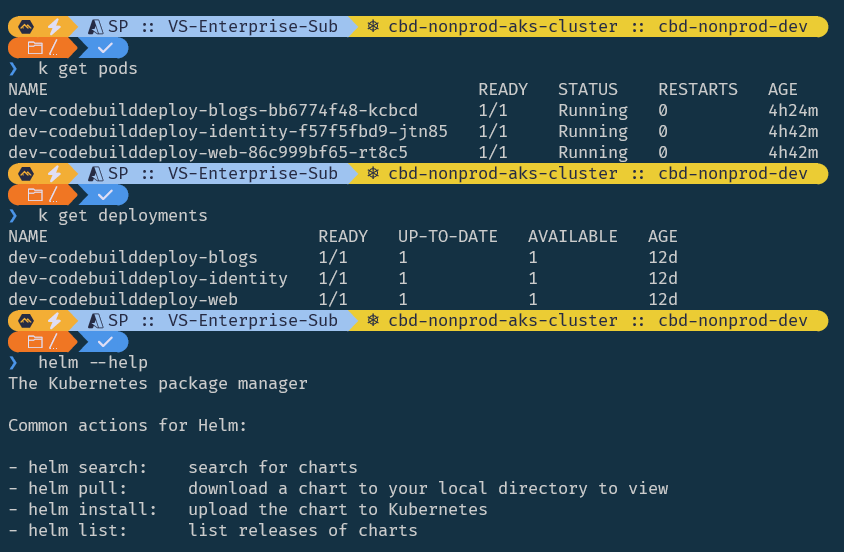 SP :: VS-Enterprise-Sub cbd-nonprod-aks-cluster :: cbd-nonprod-dev
/
❯ k get pods
NAME READY STATUS RESTARTS AGE
dev-codebuilddeploy-blogs-bb6774f48-kcbcd 1/1 Running 0 4h24m
dev-codebuilddeploy-identity-f57f5fbd9-jtn85 1/1 Running 0 4h42m
dev-codebuilddeploy-web-86c999bf65-rt8c5 1/1 Running 0 4h42m
SP :: VS-Enterprise-Sub cbd-nonprod-aks-cluster :: cbd-nonprod-dev
/
❯ k get deployments
NAME READY UP-TO-DATE AVAILABLE AGE
dev-codebuilddeploy-blogs 1/1 1 1 12d
dev-codebuilddeploy-identity 1/1 1 1 12d
dev-codebuilddeploy-web 1/1 1 1 12d
SP :: VS-Enterprise-Sub cbd-nonprod-aks-cluster :: cbd-nonprod-dev
/
❯ helm --help
The Kubernetes package manager
Common actions for Helm:
- helm search: search for charts
- helm pull: download a chart to your local directory to view
- helm install: upload the chart to Kubernetes
- helm list: list releases of charts